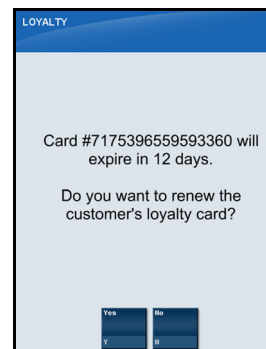 LOYALTY
Card #7175396559593360 will
expire in 12 days.
Do you want to renew the
customer's loyalty card?
Yes No
Y N